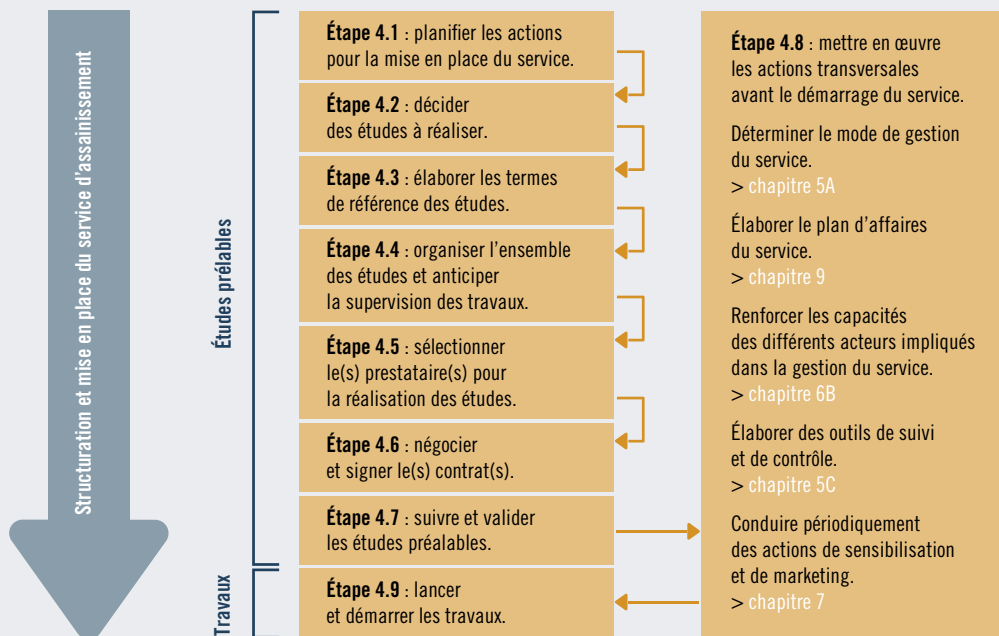 Structuration et mise en place du service d'assainissement
Études prélables
Étape 4.1 : planifier les actions
pour la mise en place du service.
Étape 4.2 : décider
des études à réaliser.
Étape 4.3 : élaborer les termes
de référence des études.
Étape 4.4 : organiser l'ensemble
des études et anticiper
la supervision des travaux.
Étape 4.5 : sélectionner
le(s) prestataire(s) pour
la réalisation des études.
Étape 4.6 : négocier
et signer le(s) contrat(s).
Étape 4.7 : suivre et valider
les études préalables.
Étape 4.8 : mettre en œuvre
les actions transversales
avant le démarrage du service.
Déterminer le mode de gestion
du service.
> chapitre 5A
Élaborer le plan d'affaires
du service.
> chapitre 9
Renforcer les capacités
des différents acteurs impliqués
dans la gestion du service.
> chapitre 6B
Élaborer des outils de suivi
et de contrôle.
> chapitre 5C
Conduire périodiquement
des actions de sensibilisation
et de marketing.
> chapitre 7
Travaux
Étape 4.9 : lancer
et démarrer les travaux.